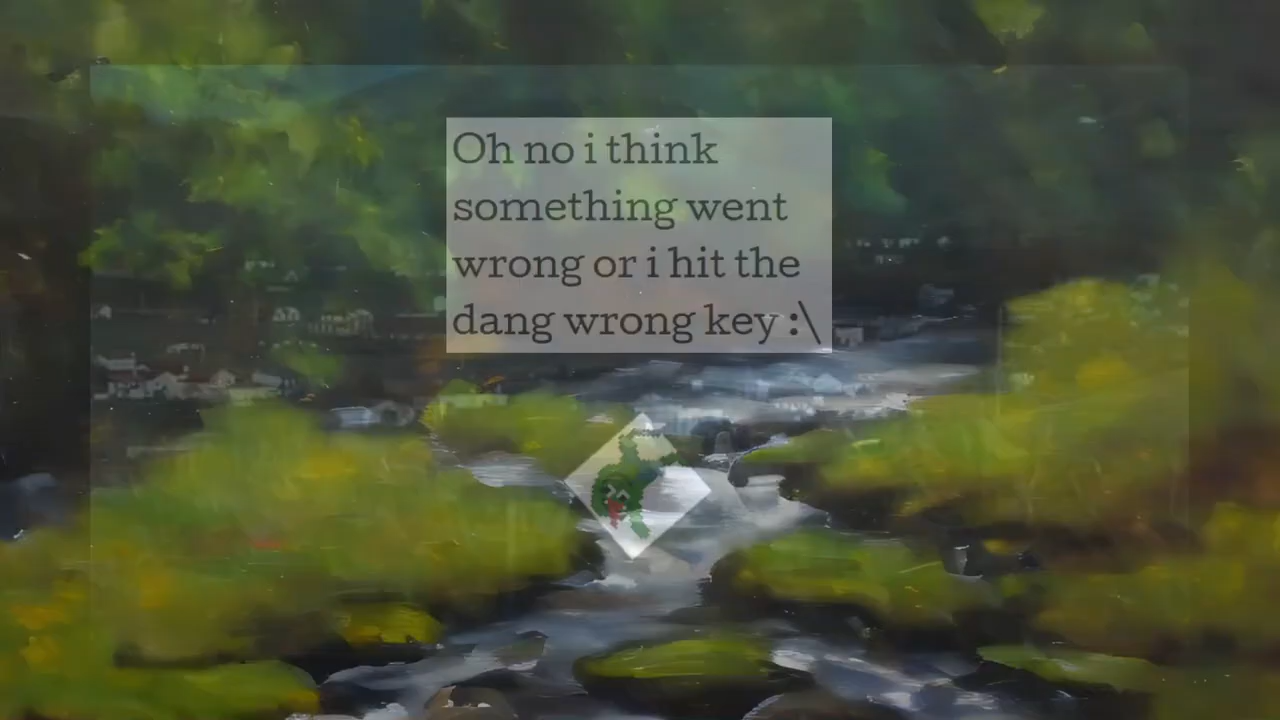 Oh no i think
something went
wrong or i hit the
dang wrong key :\